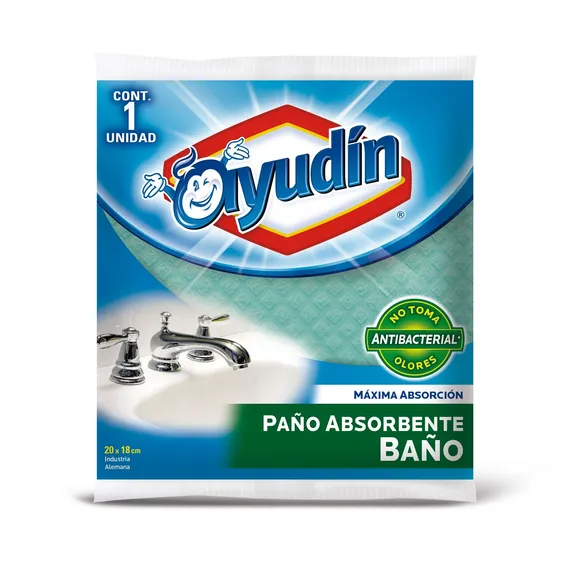 CONT.
1
UNIDAD
Ayudín
®
NO TOMA
ANTIBACTERIAL*
OLORES
MÁXIMA ABSORCIÓN
PAÑO ABSORBENTE
BAÑO
20 x 18 cm
Industria
Alemana